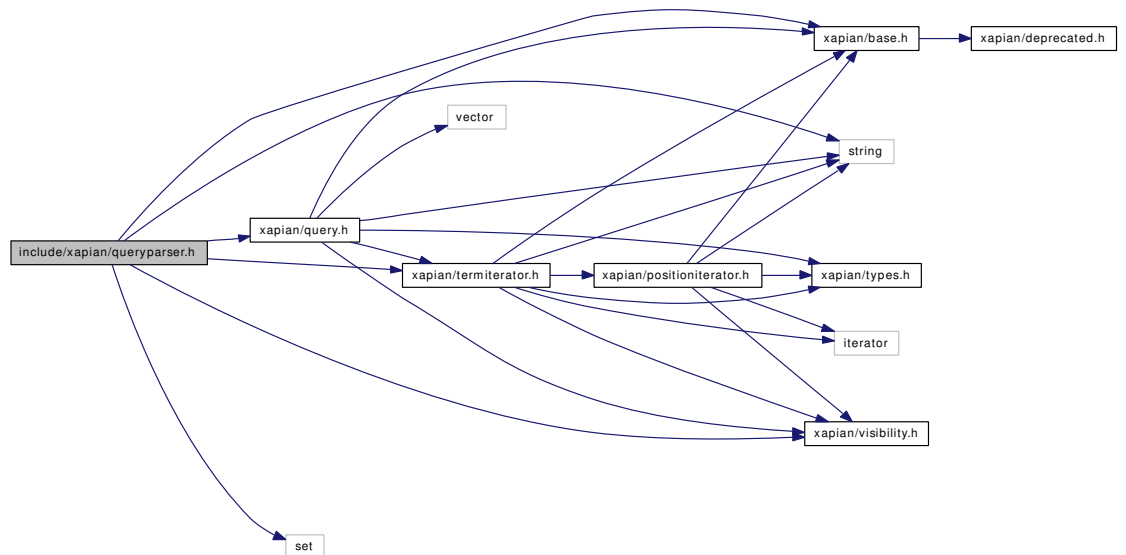 xapian/base.h
xapian/deprecated.h
vector
string
xapian/query.h
include/xapian/queryparser.h
xapian/termiterator.h
xapian/positioniterator.h
xapian/types.h
iterator
xapian/visibility.h
set